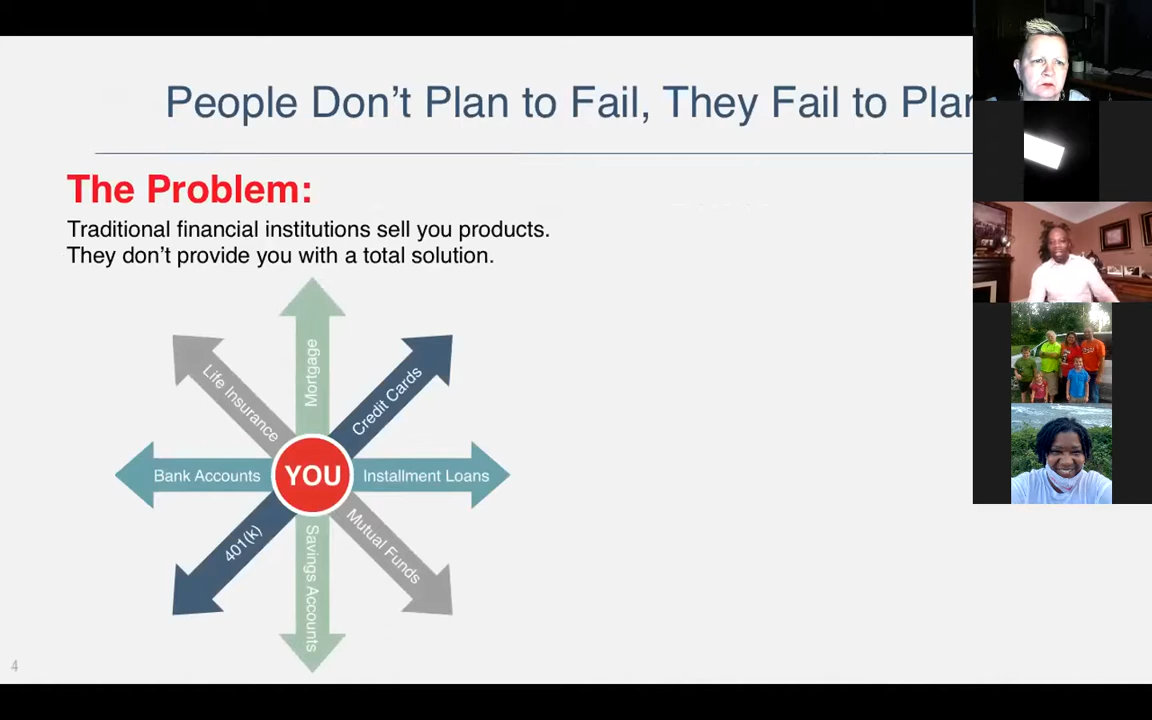 People Don't Plan to Fail, They Fail to Plan
The Problem:
Traditional financial institutions sell you products.
They don't provide you with a total solution.
Mortgage
Life Insurance
Credit Cards
Bank Accounts
YOU
Installment Loans
401(k)
Mutual Funds
Savings Accounts
4